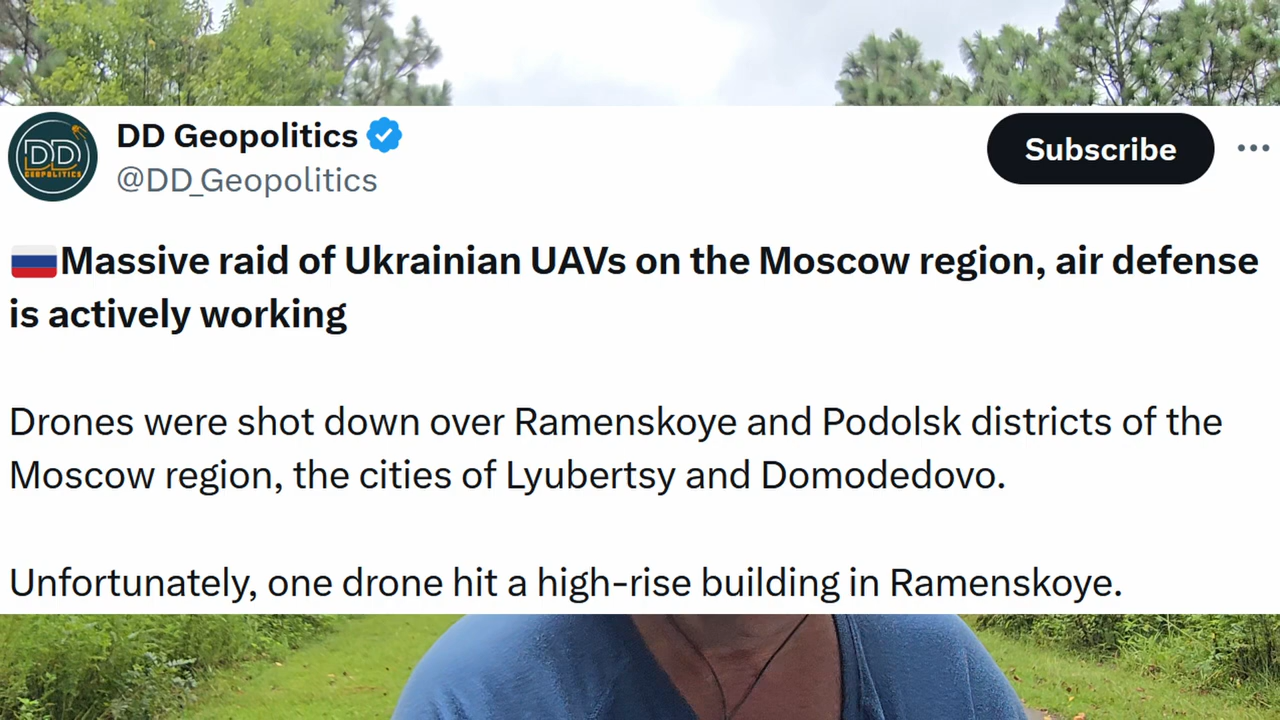 DD
GEOPOLITICS
DD Geopolitics
@DD_Geopolitics
Subscribe
Massive raid of Ukrainian UAVs on the Moscow region, air defense
is actively working
Drones were shot down over Ramenskoye and Podolsk districts of the
Moscow region, the cities of Lyubertsy and Domodedovo.
Unfortunately, one drone hit a high-rise building in Ramenskoye.